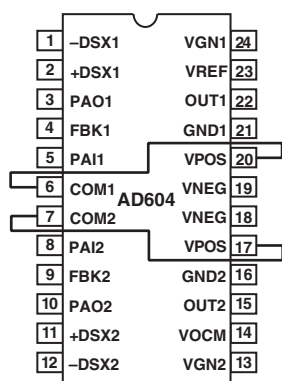 1 –DSX1 VGN1 24
2 +DSX1 VREF 23
3 PAO1 OUT1 22
4 FBK1 GND1 21
5 PAI1 VPOS 20
6 COM1 VNEG 19
AD604
7 COM2 VNEG 18
8 PAI2 VPOS 17
9 FBK2 GND2 16
10 PAO2 OUT2 15
11 +DSX2 VOCM 14
12 –DSX2 VGN2 13